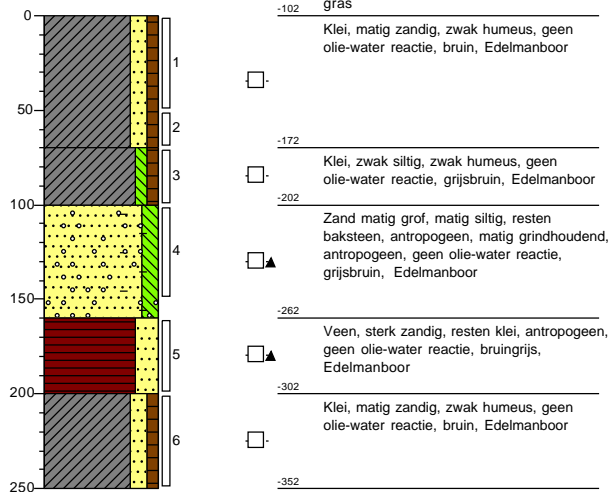 gras
0
-102
Klei, matig zandig, zwak humeus, geen
olie-water reactie, bruin, Edelmanboor
1
50
2
-172
Klei, zwak siltig, zwak humeus, geen
olie-water reactie, grijsbruin, Edelmanboor
3
100
-202
Zand matig grof, matig siltig, resten
baksteen, antropogeen, matig grindhoudend,
antropogeen, geen olie-water reactie,
grijsbruin, Edelmanboor
4
150
-262
Veen, sterk zandig, resten klei, antropogeen,
geen olie-water reactie, bruingrijs,
Edelmanboor
5
200
-302
Klei, matig zandig, zwak humeus, geen
olie-water reactie, bruin, Edelmanboor
6
250
-352